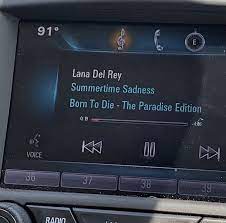 91°
E
Lana Del Rey
Summertime Sadness
Born To Die - The Paradise Edition
VOICE
36 37 38 39
RADIO